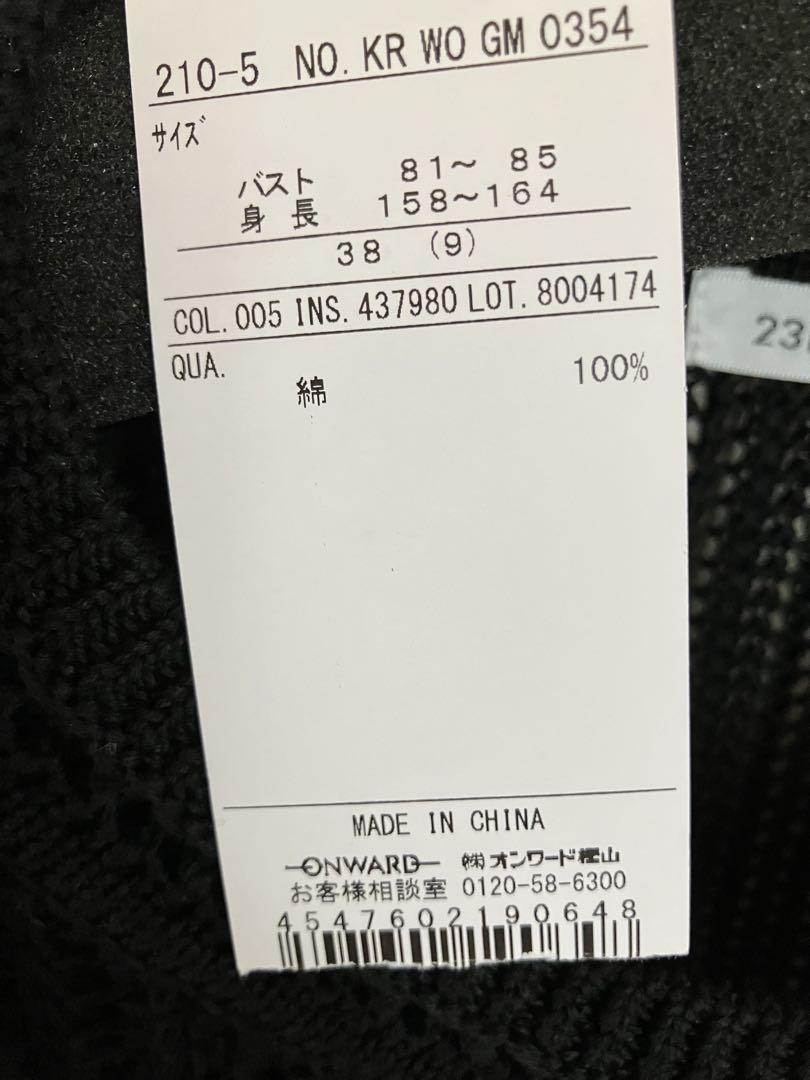 210-5 NO. KR WO GM 0354
サイズ
バスト 81〜 85
身 長 158〜164
38 (9)
COL. 005 INS. 437980 LOT. 8004174
QUA.
綿 100%
23
MADE IN CHINA
ONWARD ㈱オンワード樫山
お客様相談室 0120-58-6300
4547602190648